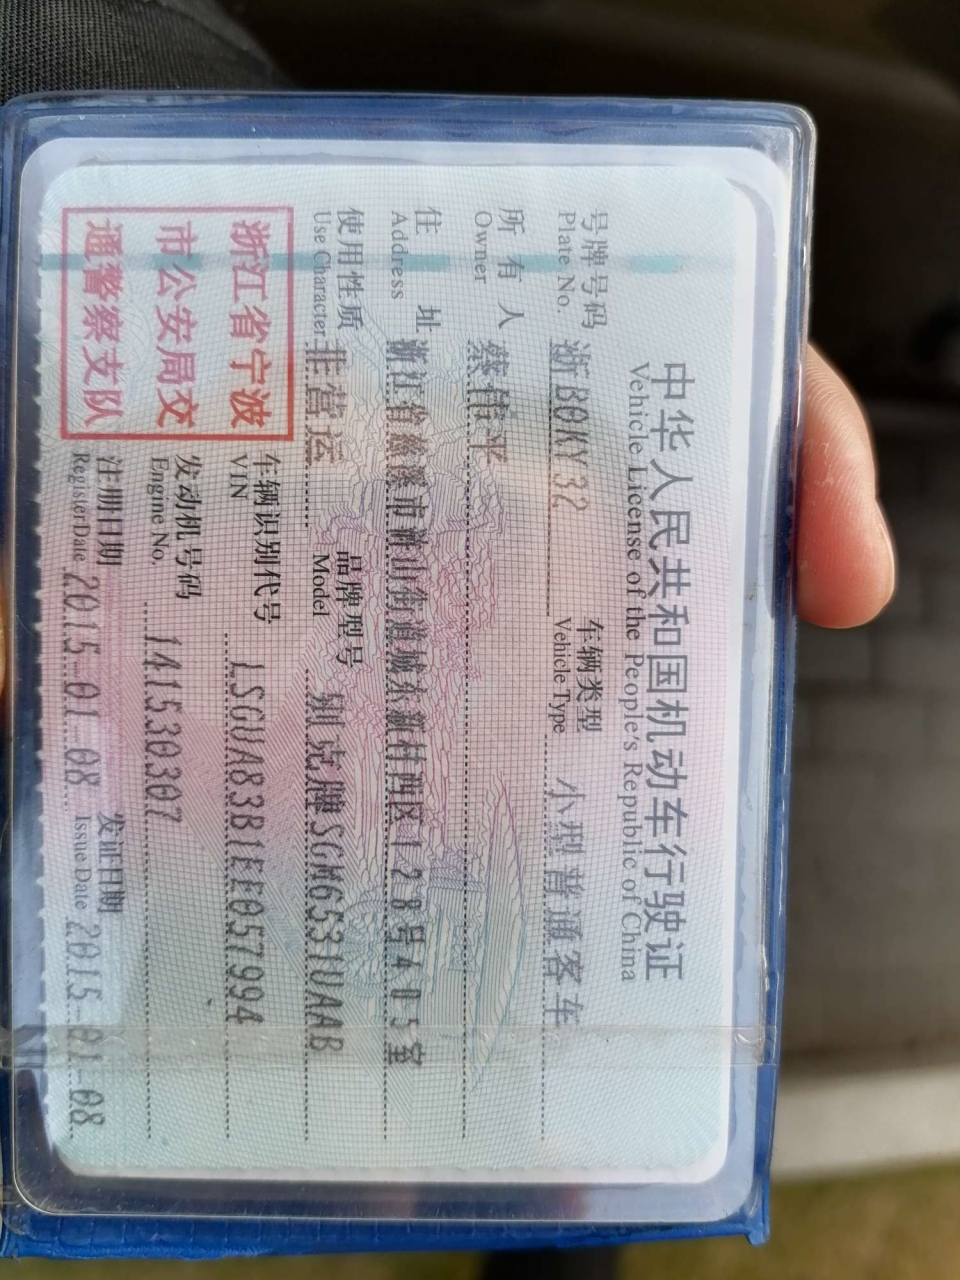 中华人民共和国机动车行驶证
Vehicle License of the People's Republic of China
号牌号码 浙B0KY32 车辆类型 小型普通客车
Plate No. Vehicle Type
所有人 蔡伟平
Owner
住址 浙江省慈溪市浒山街道城东新村西区128号405室
Address
使用性质 非营运 品牌型号 别克牌SGM6531UAAB
Use Character Model
浙江省宁波
市公安局交
通警察支队
车辆识别代号 LSGUA83B1EE057994
VIN
发动机号码 141530307
Engine No.
注册日期 2015-01-08 发证日期 2015-01-08
Register Date Issue Date